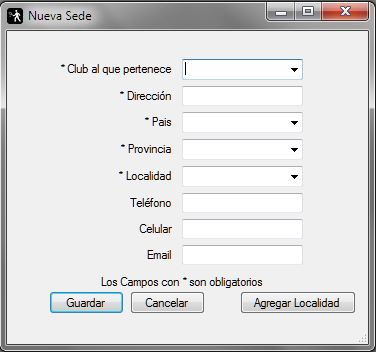 Nueva Sede
* Club al que pertenece
* Dirección
* Pais
* Provincia
* Localidad
Teléfono
Celular
Email
Los Campos con * son obligatorios
Guardar Cancelar Agregar Localidad